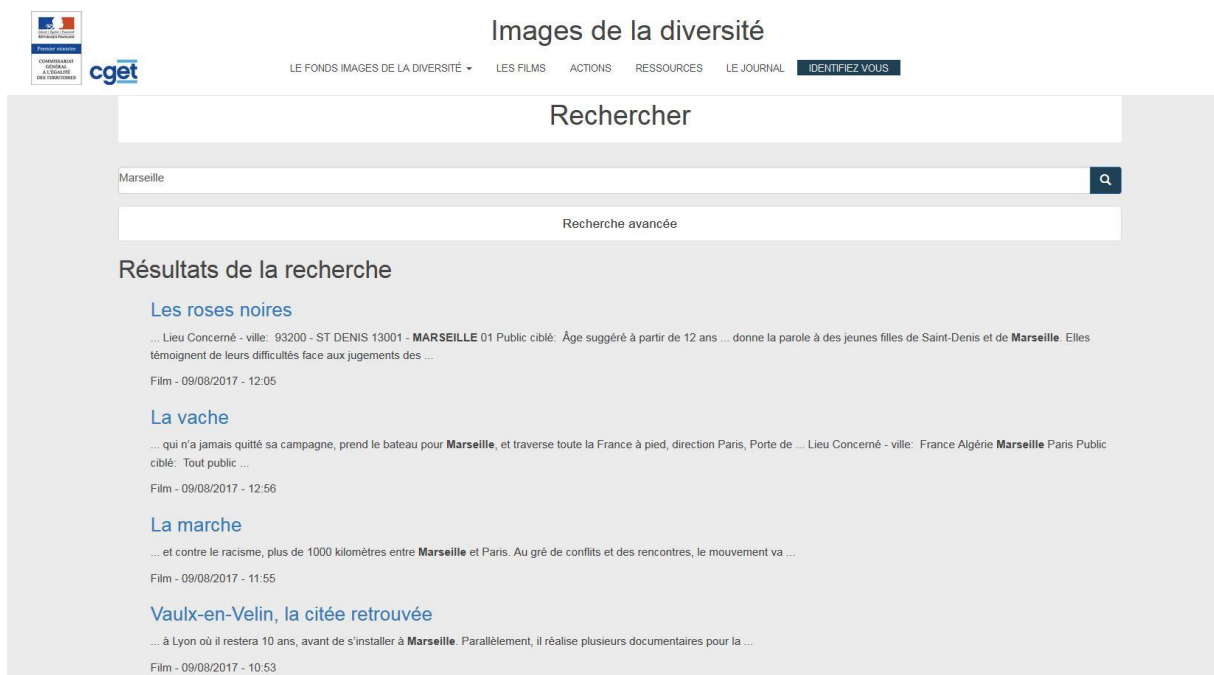 Images de la diversité
Premier ministre
COMMISSARIAT
GÉNÉRAL
À L'ÉGALITÉ
DES TERRITOIRES
cget
LE FONDS IMAGES DE LA DIVERSITÉ LES FILMS ACTIONS RESSOURCES LE JOURNAL IDENTIFIEZ VOUS
Rechercher
Marseille
Recherche avancée
Résultats de la recherche
Les roses noires
... Lieu Concerné - ville: 93200 - ST DENIS 13001 - MARSEILLE 01 Public ciblé: Âge suggéré à partir de 12 ans ... donne la parole à des jeunes filles de Saint-Denis et de Marseille. Elles
témoignent de leurs difficultés face aux jugements des ...
Film - 09/08/2017 - 12:05
La vache
... qui n'a jamais quitté sa campagne, prend le bateau pour Marseille, et traverse toute la France à pied, direction Paris, Porte de ... Lieu Concerné - ville: France Algérie Marseille Paris Public
ciblé: Tout public ...
Film - 09/08/2017 - 12:56
La marche
... et contre le racisme, plus de 1000 kilomètres entre Marseille et Paris. Au gré de conflits et des rencontres, le mouvement va ...
Film - 09/08/2017 - 11:55
Vaulx-en-Velin, la citée retrouvée
... à Lyon où il restera 10 ans, avant de s'installer à Marseille. Parallèlement, il réalise plusieurs documentaires pour la ...
Film - 09/08/2017 - 10:53